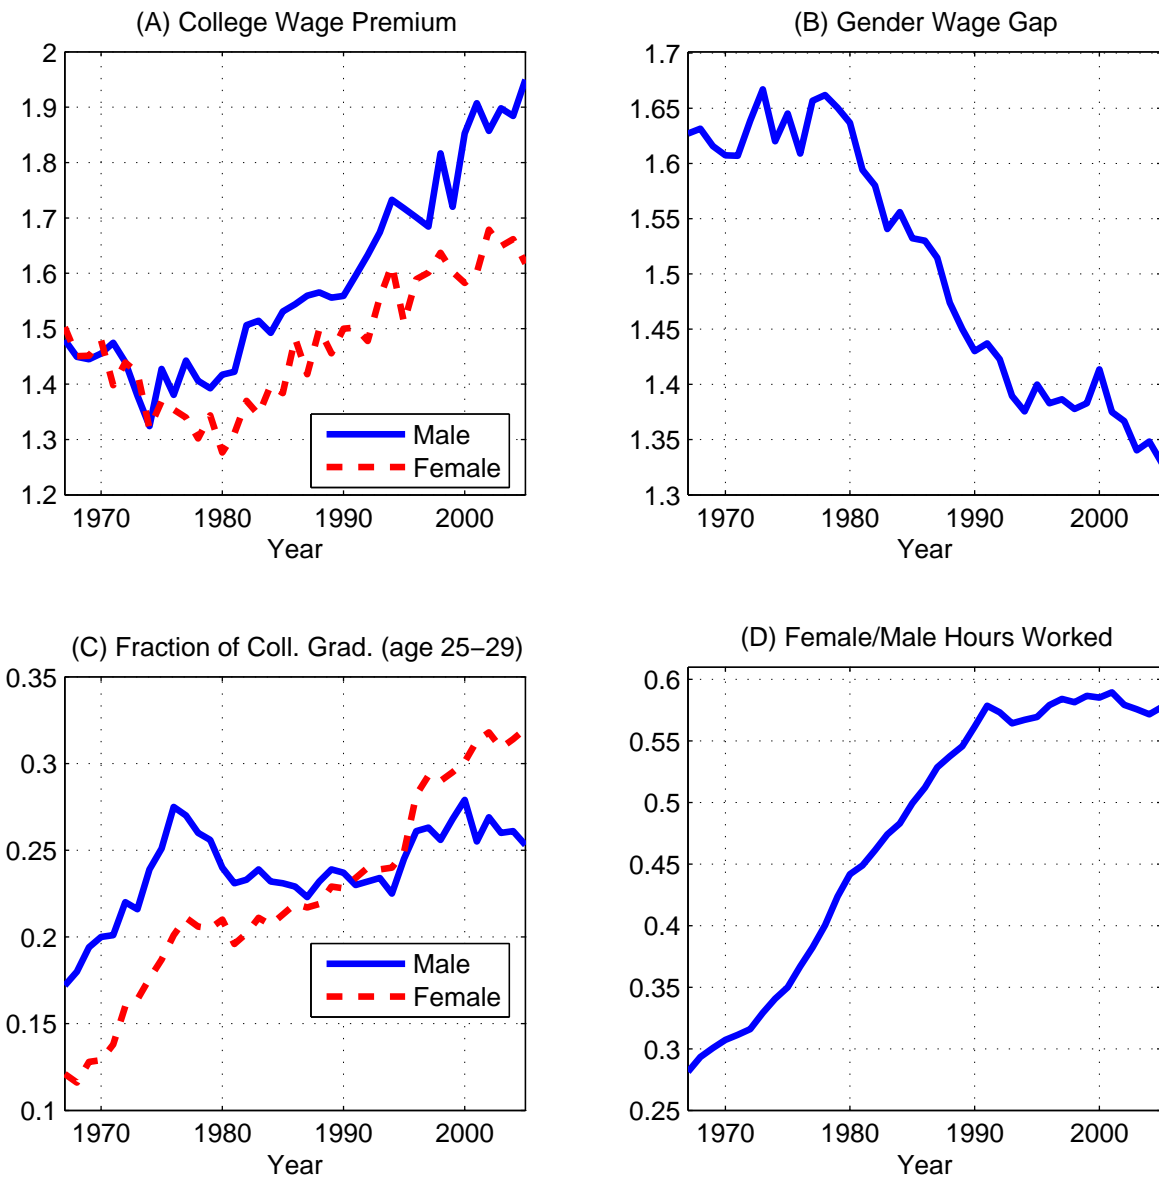 (A) College Wage Premium
2
1.9
1.8
1.7
1.6
1.5
1.4
1.3
1.2
Male
Female
1970 1980 1990 2000
Year
(B) Gender Wage Gap
1.7
1.65
1.6
1.55
1.5
1.45
1.4
1.35
1.3
1970 1980 1990 2000
Year
(C) Fraction of Coll. Grad. (age 25−29)
0.35
0.3
0.25
0.2
0.15
0.1
Male
Female
1970 1980 1990 2000
Year
(D) Female/Male Hours Worked
0.6
0.55
0.5
0.45
0.4
0.35
0.3
0.25
1970 1980 1990 2000
Year